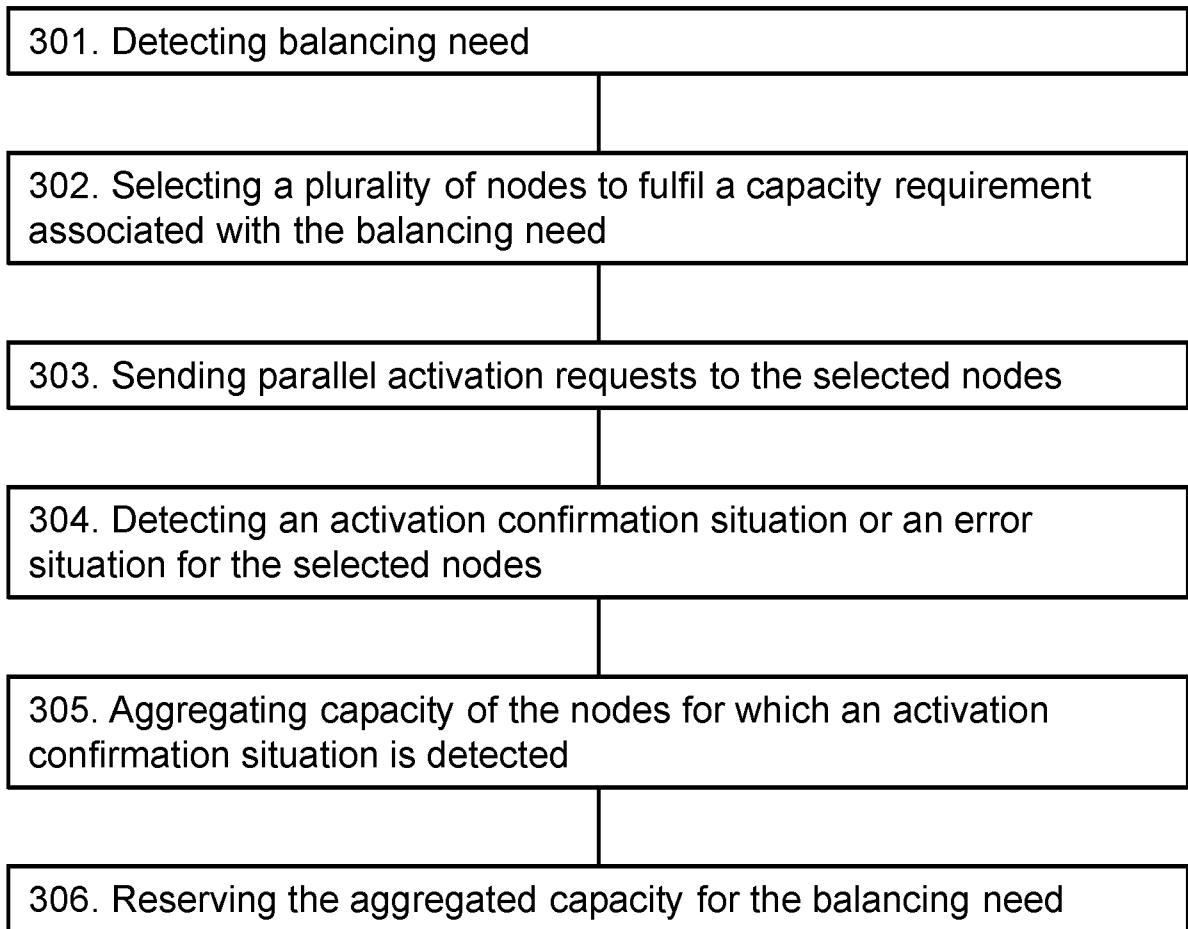 301. Detecting balancing need
302. Selecting a plurality of nodes to fulfil a capacity requirement
associated with the balancing need
303. Sending parallel activation requests to the selected nodes
304. Detecting an activation confirmation situation or an error
situation for the selected nodes
305. Aggregating capacity of the nodes for which an activation
confirmation situation is detected
306. Reserving the aggregated capacity for the balancing need